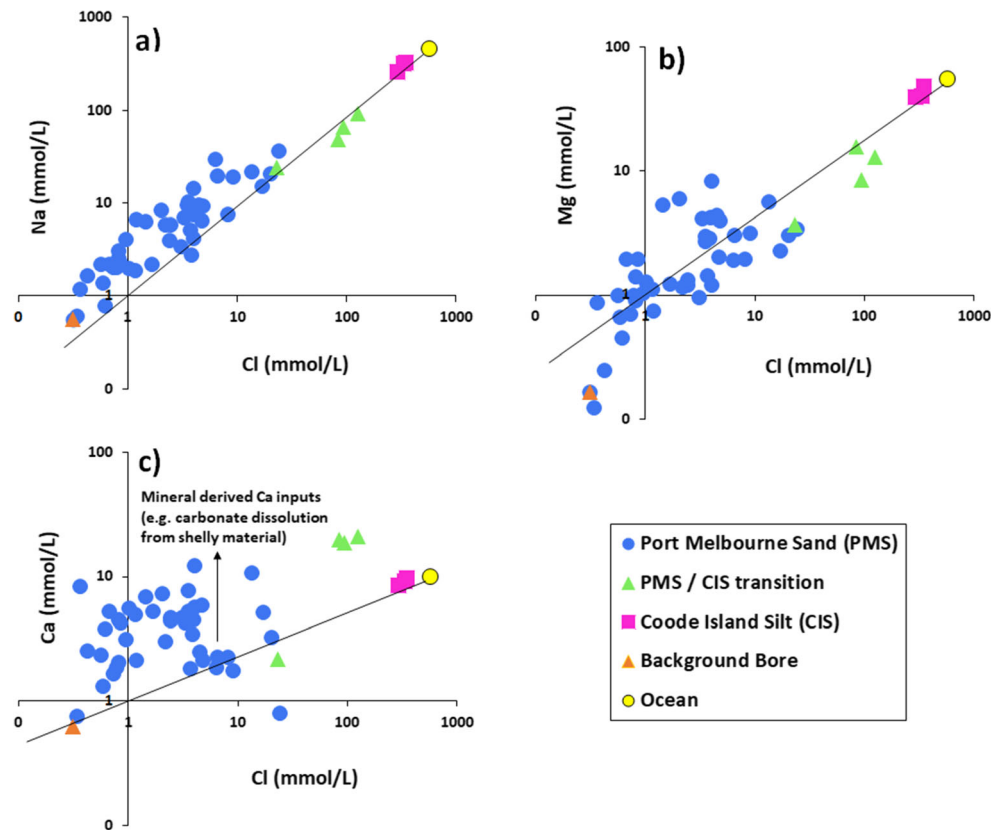 a)
1000
100
10
1
0
0
1
10
100
1000
Na (mmol/L)
Cl (mmol/L)
b)
100
10
1
0
0
1
10
100
1000
Mg (mmol/L)
Cl (mmol/L)
c)
Mineral derived Ca inputs
(e.g. carbonate dissolution
from shelly material)
100
10
1
0
0
1
10
100
1000
Ca (mmol/L)
Cl (mmol/L)
Port Melbourne Sand (PMS)
PMS / CIS transition
Coode Island Silt (CIS)
Background Bore
Ocean